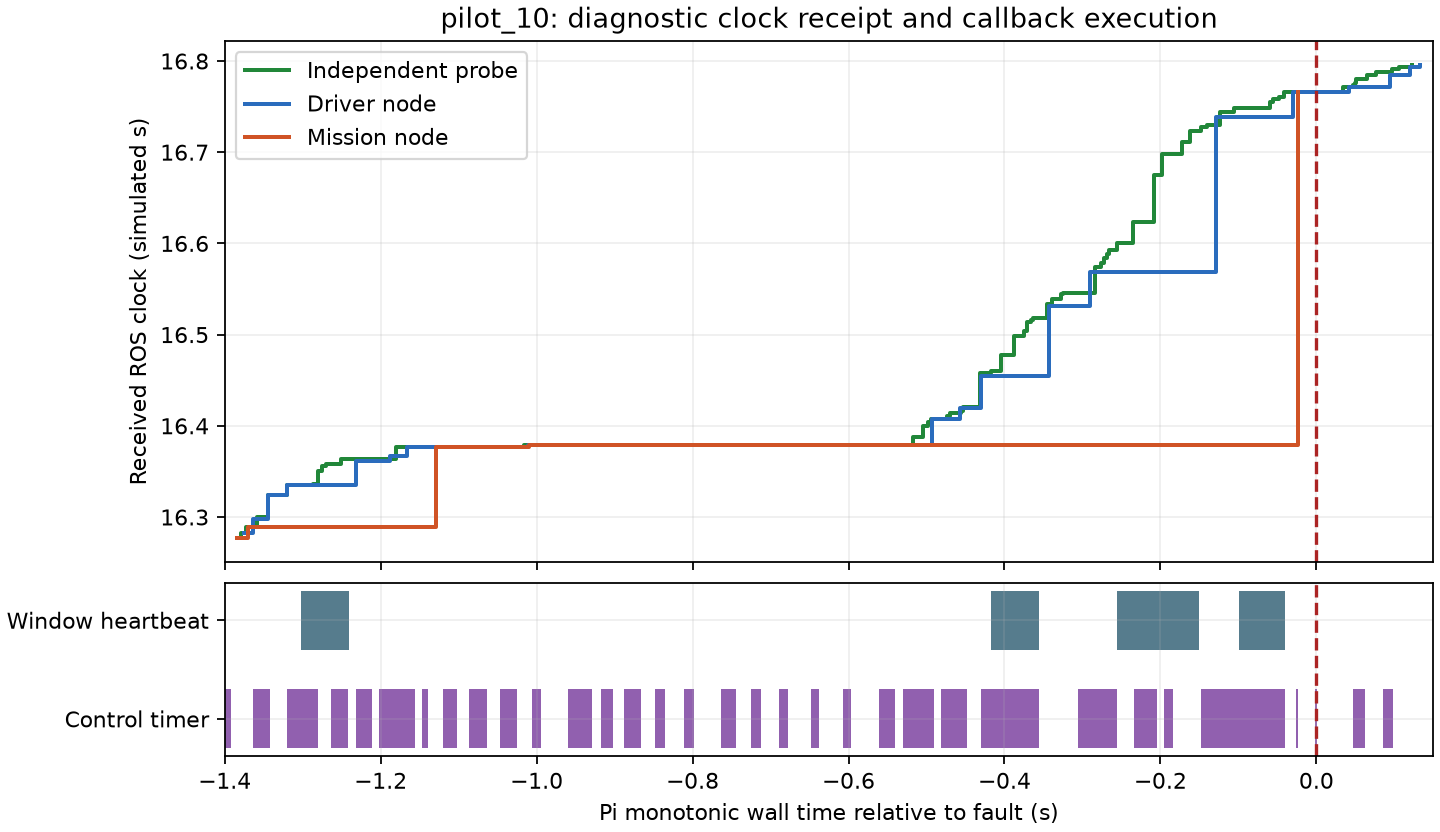 pilot_10: diagnostic clock receipt and callback execution
Independent probe
Driver node
Mission node
Received ROS clock (simulated s)
16.8
16.7
16.6
16.5
16.4
16.3
Window heartbeat
Control timer
−1.4 −1.2 −1.0 −0.8 −0.6 −0.4 −0.2 0.0
Pi monotonic wall time relative to fault (s)